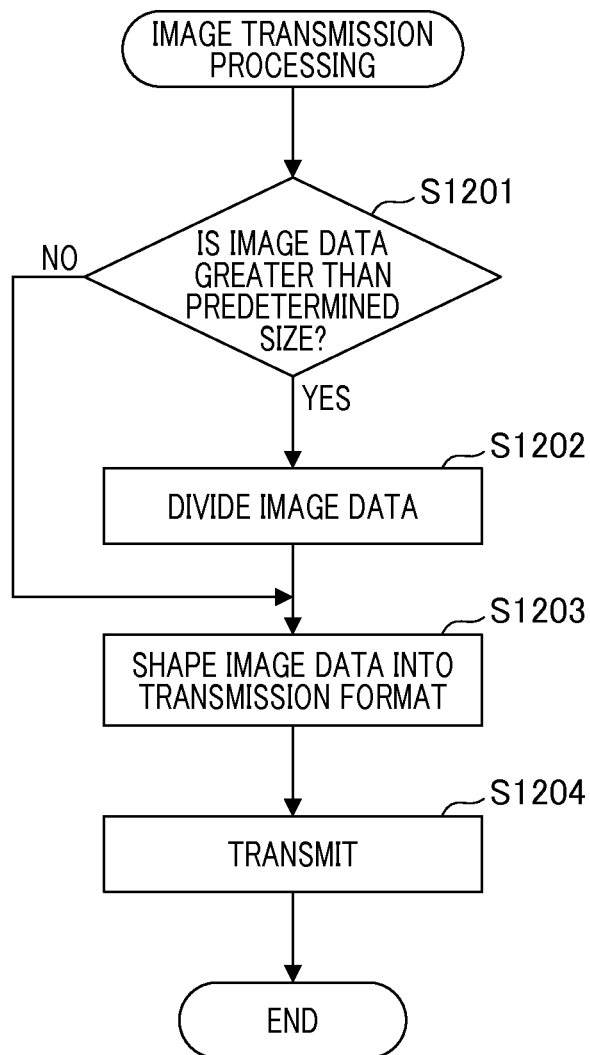 IMAGE TRANSMISSION
PROCESSING
S1201
IS IMAGE DATA
GREATER THAN
PREDETERMINED
SIZE?
NO
YES
S1202
DIVIDE IMAGE DATA
S1203
SHAPE IMAGE DATA INTO
TRANSMISSION FORMAT
S1204
TRANSMIT
END